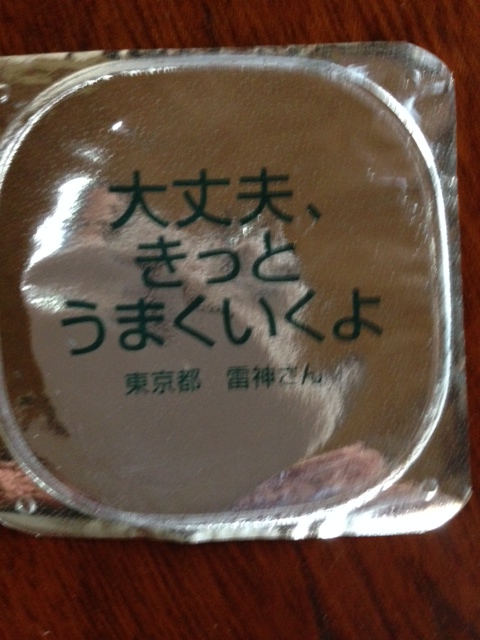 大丈夫、
きっと
うまくいくよ
東京都　雷神さん